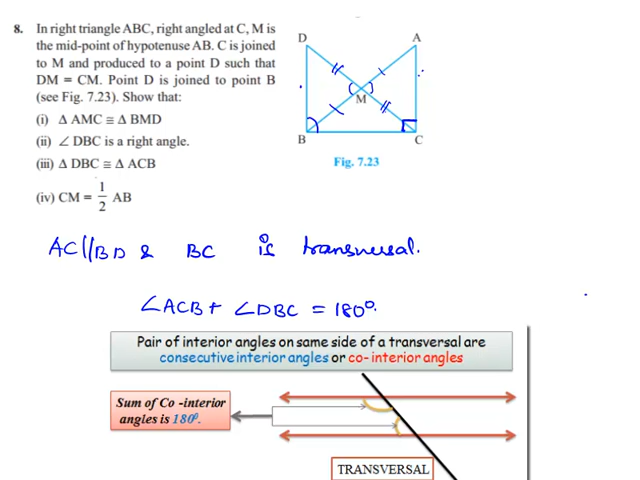 8. In right triangle ABC, right angled at C, M is
the mid-point of hypotenuse AB. C is joined
to M and produced to a point D such that
DM = CM. Point D is joined to point B
(see Fig. 7.23). Show that:
(i) Δ AMC ≅ Δ BMD
(ii) ∠ DBC is a right angle.
(iii) Δ DBC ≅ Δ ACB
(iv) CM = 1/2 AB
D A
M
B C
Fig. 7.23
AC//BD & BC is transversal.
∠ACB + ∠DBC = 180°.
Pair of interior angles on same side of a transversal are
consecutive interior angles or co- interior angles
Sum of Co -interior
angles is 180⁰.
TRANSVERSAL